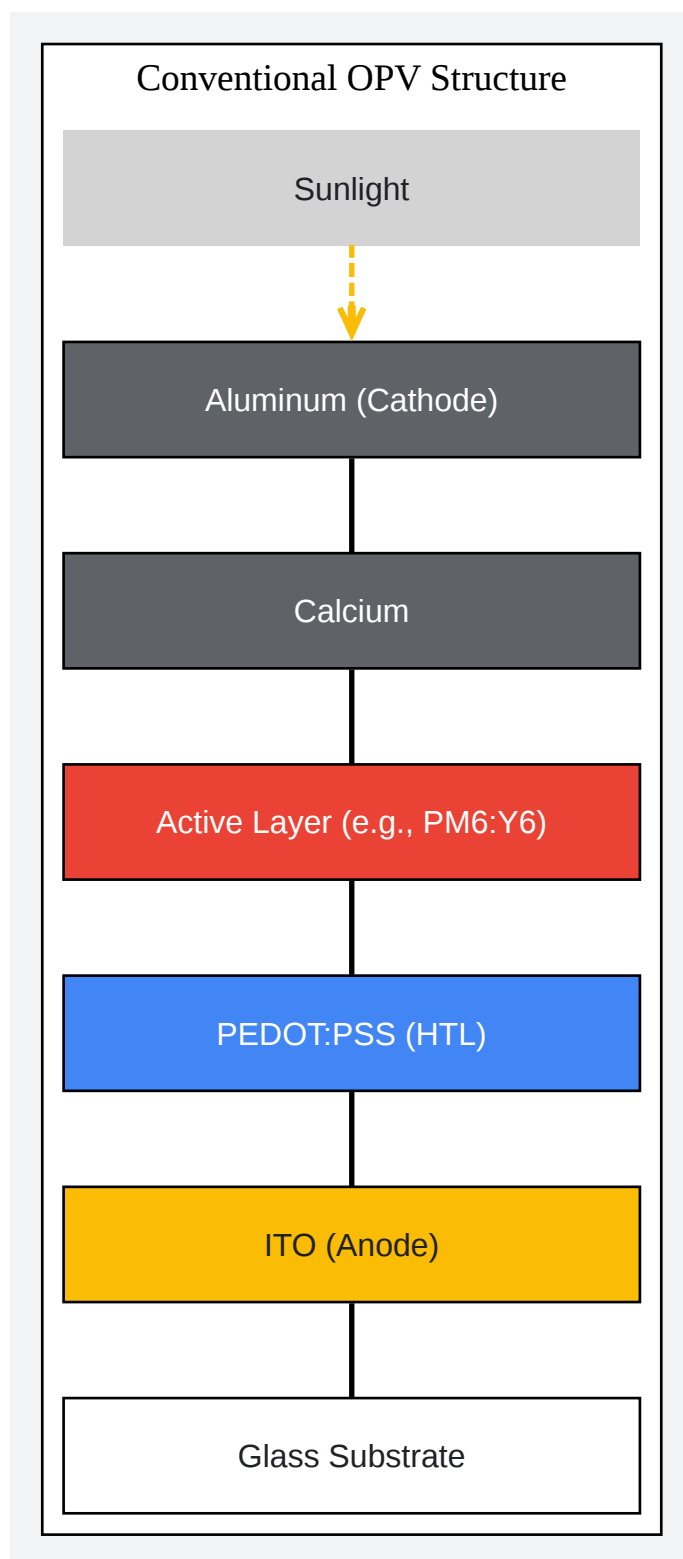 Conventional OPV Structure
Sunlight
Aluminum (Cathode)
Calcium
Active Layer (e.g., PM6:Y6)
PEDOT:PSS (HTL)
ITO (Anode)
Glass Substrate